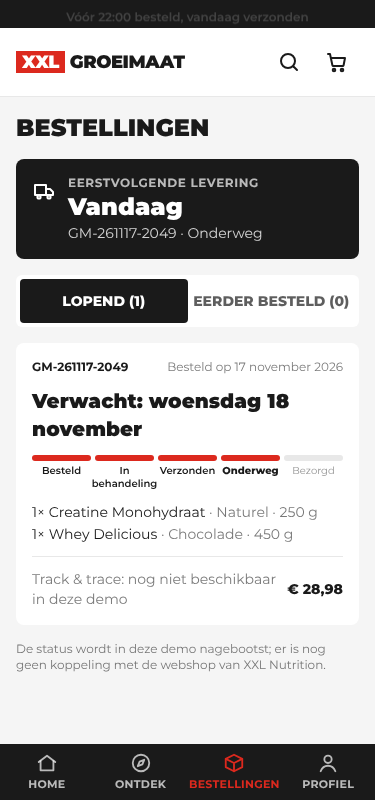 Vóór 22:00 besteld, vandaag verzonden
XXL GROEIMAAT
BESTELLINGEN
EERSTVOLGENDE LEVERING
Vandaag
GM-261117-2049 · Onderweg
LOPEND (1) EERDER BESTELD (0)
GM-261117-2049 Besteld op 17 november 2026
Verwacht: woensdag 18
november
Besteld In behandeling Verzonden Onderweg Bezorgd
1× Creatine Monohydraat · Naturel · 250 g
1× Whey Delicious · Chocolade · 450 g
Track & trace: nog niet beschikbaar
in deze demo
€ 28,98
De status wordt in deze demo nagebootst; er is nog
geen koppeling met de webshop van XXL Nutrition.
HOME ONTDEK BESTELLINGEN PROFIEL